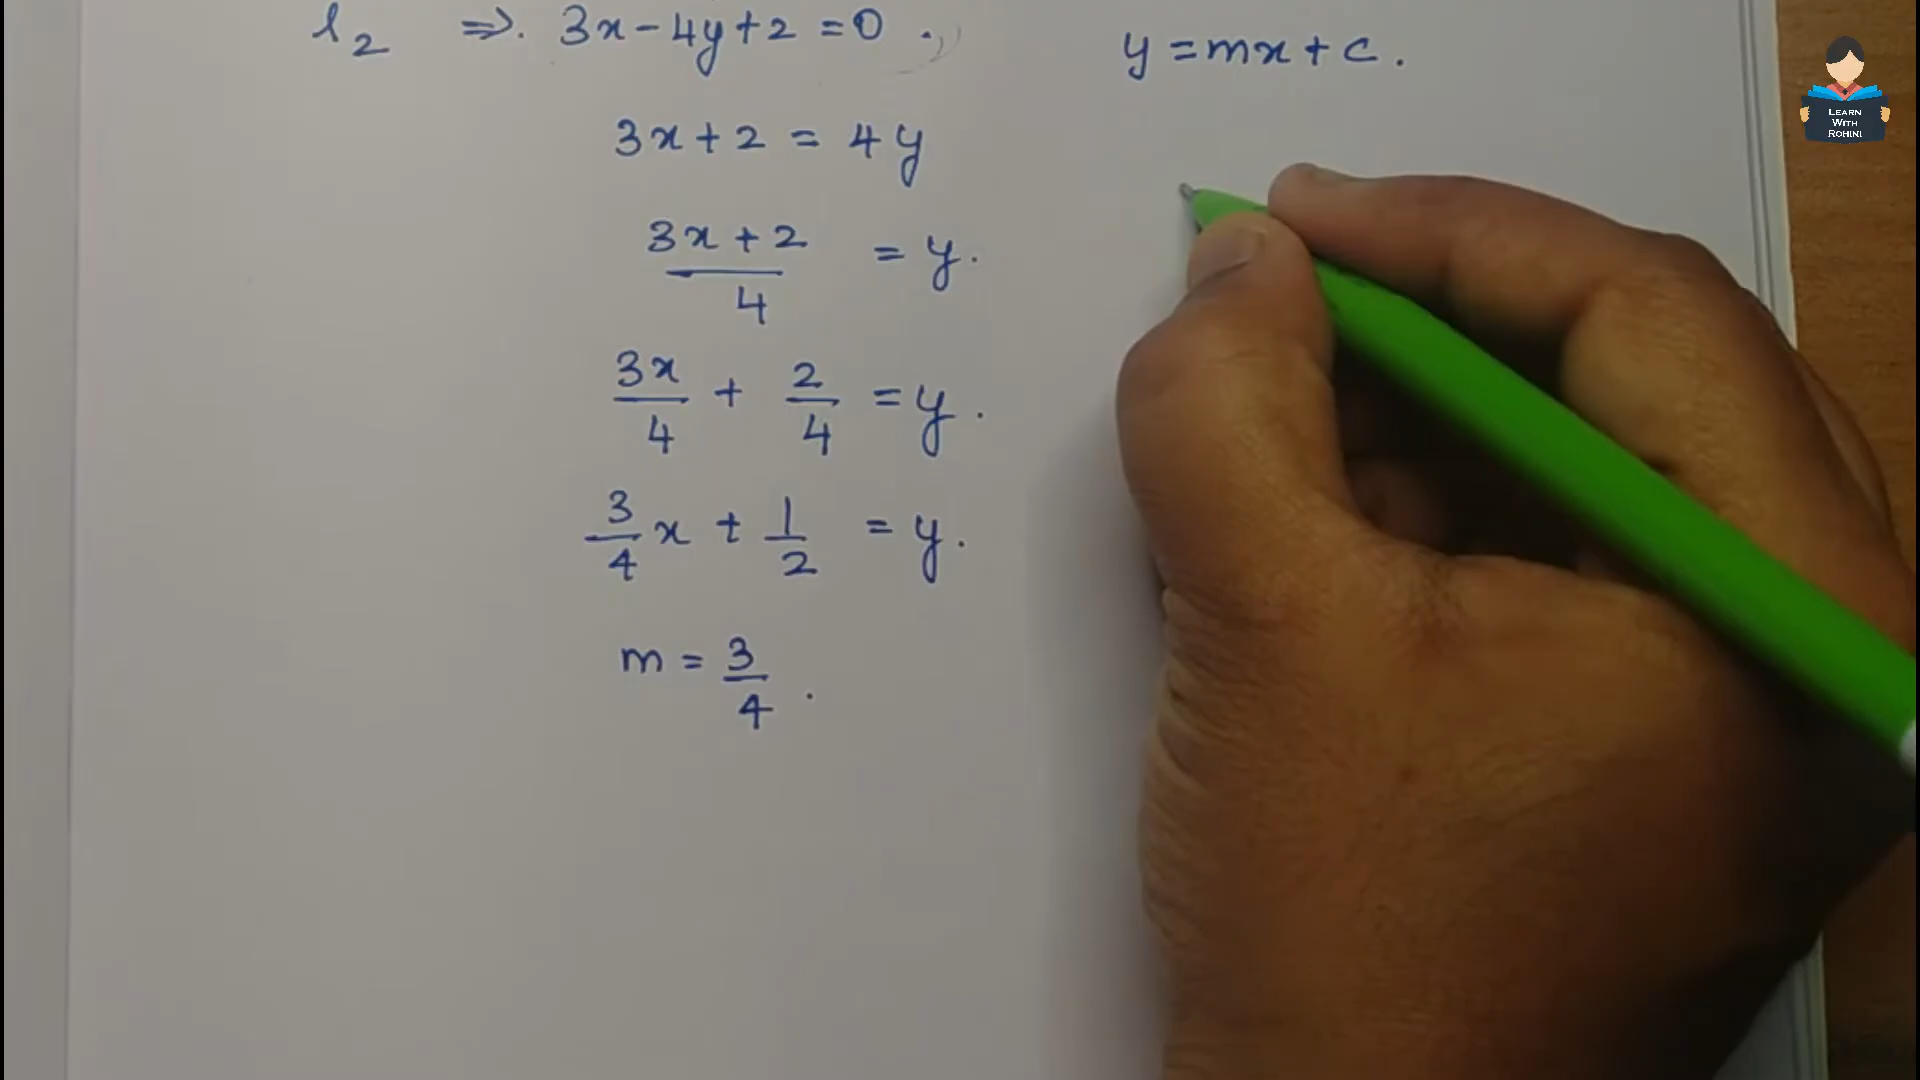 l₂ ⇒. 3x - 4y + 2 = 0 .
y = mx + c .
3x + 2 = 4y
(3x + 2)/4 = y.
3x/4 + 2/4 = y.
3/4 x + 1/2 = y.
m = 3/4 .
LEARN
WITH
ROHINI